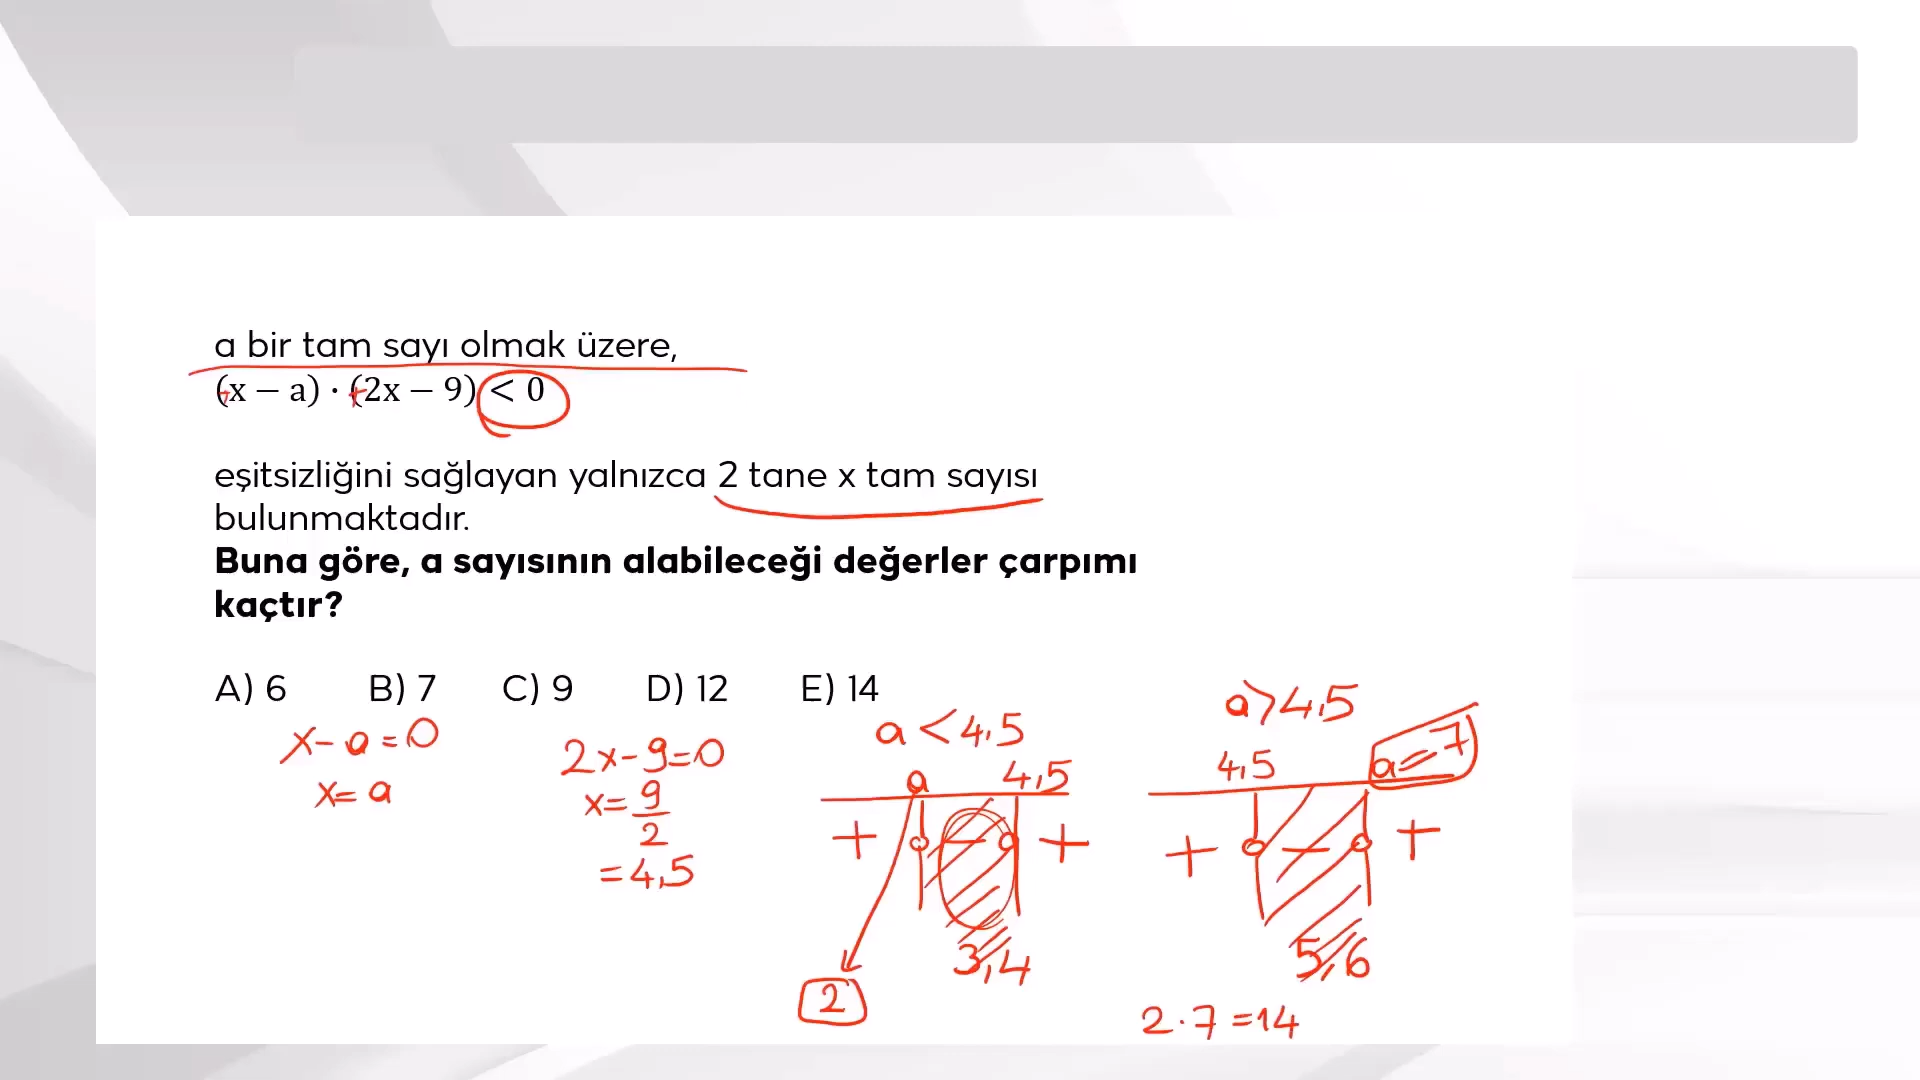 a bir tam sayı olmak üzere,
(x − a) · (2x − 9) < 0
eşitsizliğini sağlayan yalnızca 2 tane x tam sayısı
bulunmaktadır.
Buna göre, a sayısının alabileceği değerler çarpımı
kaçtır?
A) 6 B) 7 C) 9 D) 12 E) 14
x-a=0
x=a
2x-9=0
x=9/2
=4,5
a<4,5
a 4,5
+ - +
3,4
2
a>4,5
4,5 a=7
+ - +
5,6
2·7=14